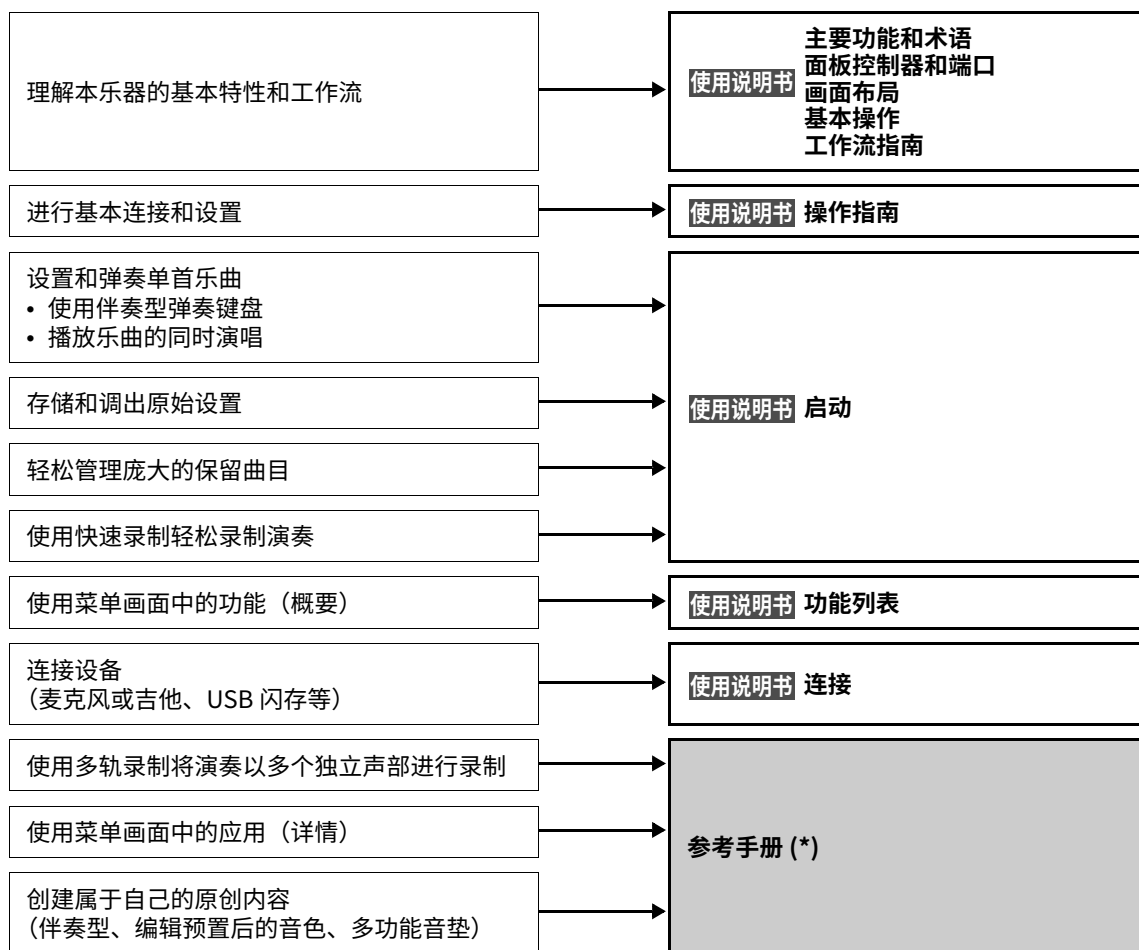 理解本乐器的基本特性和工作流
使用说明书
主要功能和术语
面板控制器和端口
画面布局
基本操作
工作流指南
进行基本连接和设置
使用说明书 操作指南
设置和弹奏单首乐曲
• 使用伴奏型弹奏键盘
• 播放乐曲的同时演唱
存储和调出原始设置
轻松管理庞大的保留曲目
使用快速录制轻松录制演奏
使用说明书 启动
使用菜单画面中的功能（概要）
使用说明书 功能列表
连接设备
（麦克风或吉他、USB 闪存等）
使用说明书 连接
使用多轨录制将演奏以多个独立声部进行录制
使用菜单画面中的应用（详情）
创建属于自己的原创内容
（伴奏型、编辑预置后的音色、多功能音垫）
参考手册 (*)